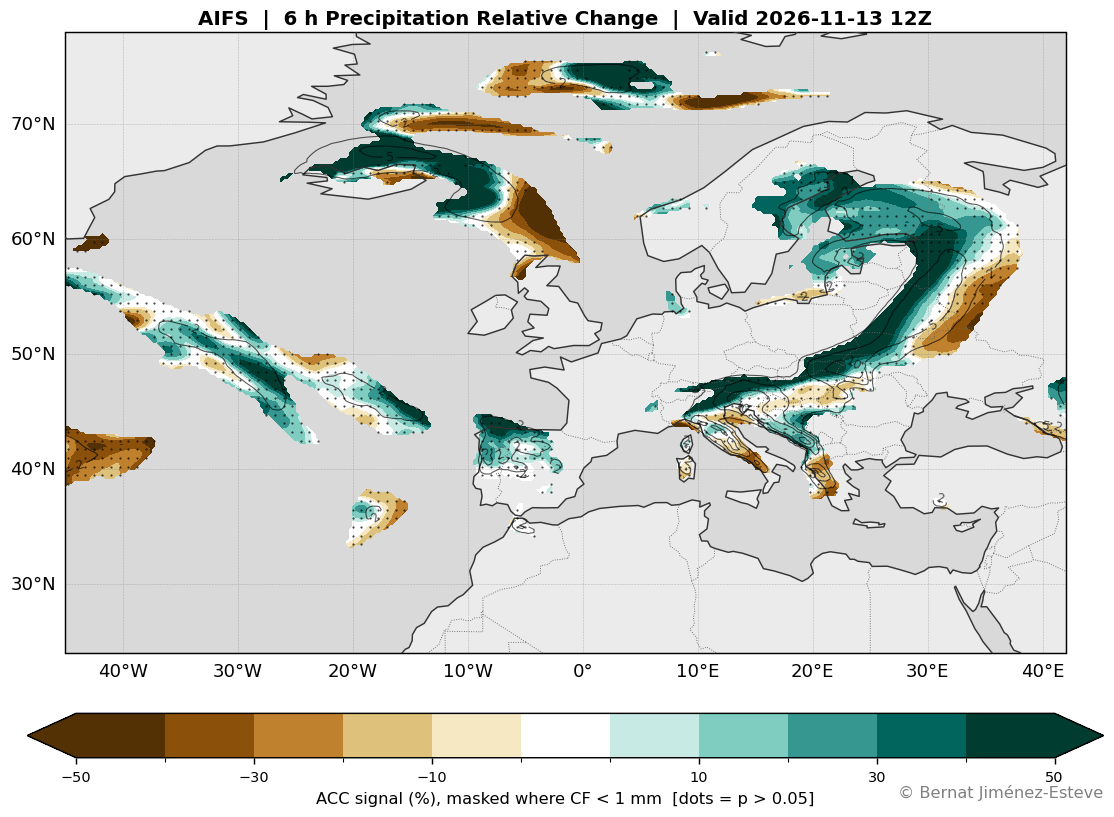 AIFS | 6 h Precipitation Relative Change | Valid 2026-11-13 12Z
70°N
60°N
50°N
40°N
30°N
40°W 30°W 20°W 10°W 0° 10°E 20°E 30°E 40°E
−50 −30 −10 10 30 50
ACC signal (%), masked where CF < 1 mm [dots = p > 0.05]
© Bernat Jiménez-Esteve